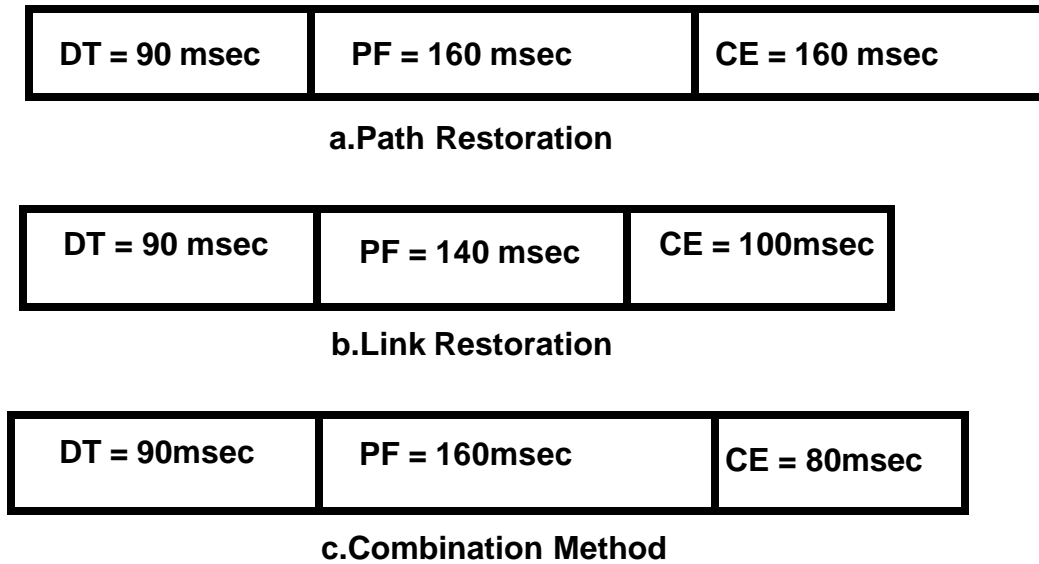 DT = 90 msec PF = 160 msec CE = 160 msec
a.Path Restoration
DT = 90 msec PF = 140 msec CE = 100msec
b.Link Restoration
DT = 90msec PF = 160msec CE = 80msec
c.Combination Method